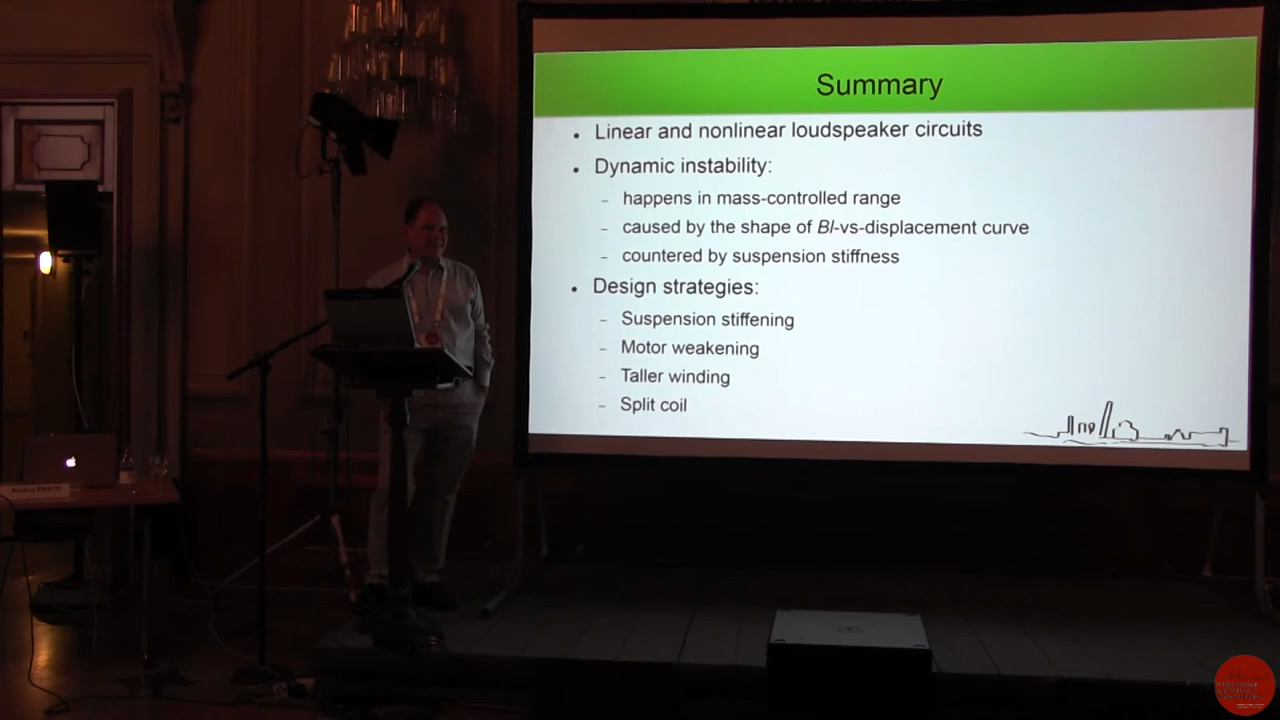 Summary
• Linear and nonlinear loudspeaker circuits
• Dynamic instability:
– happens in mass-controlled range
– caused by the shape of Bl-vs-displacement curve
– countered by suspension stiffness
• Design strategies:
– Suspension stiffening
– Motor weakening
– Taller winding
– Split coil